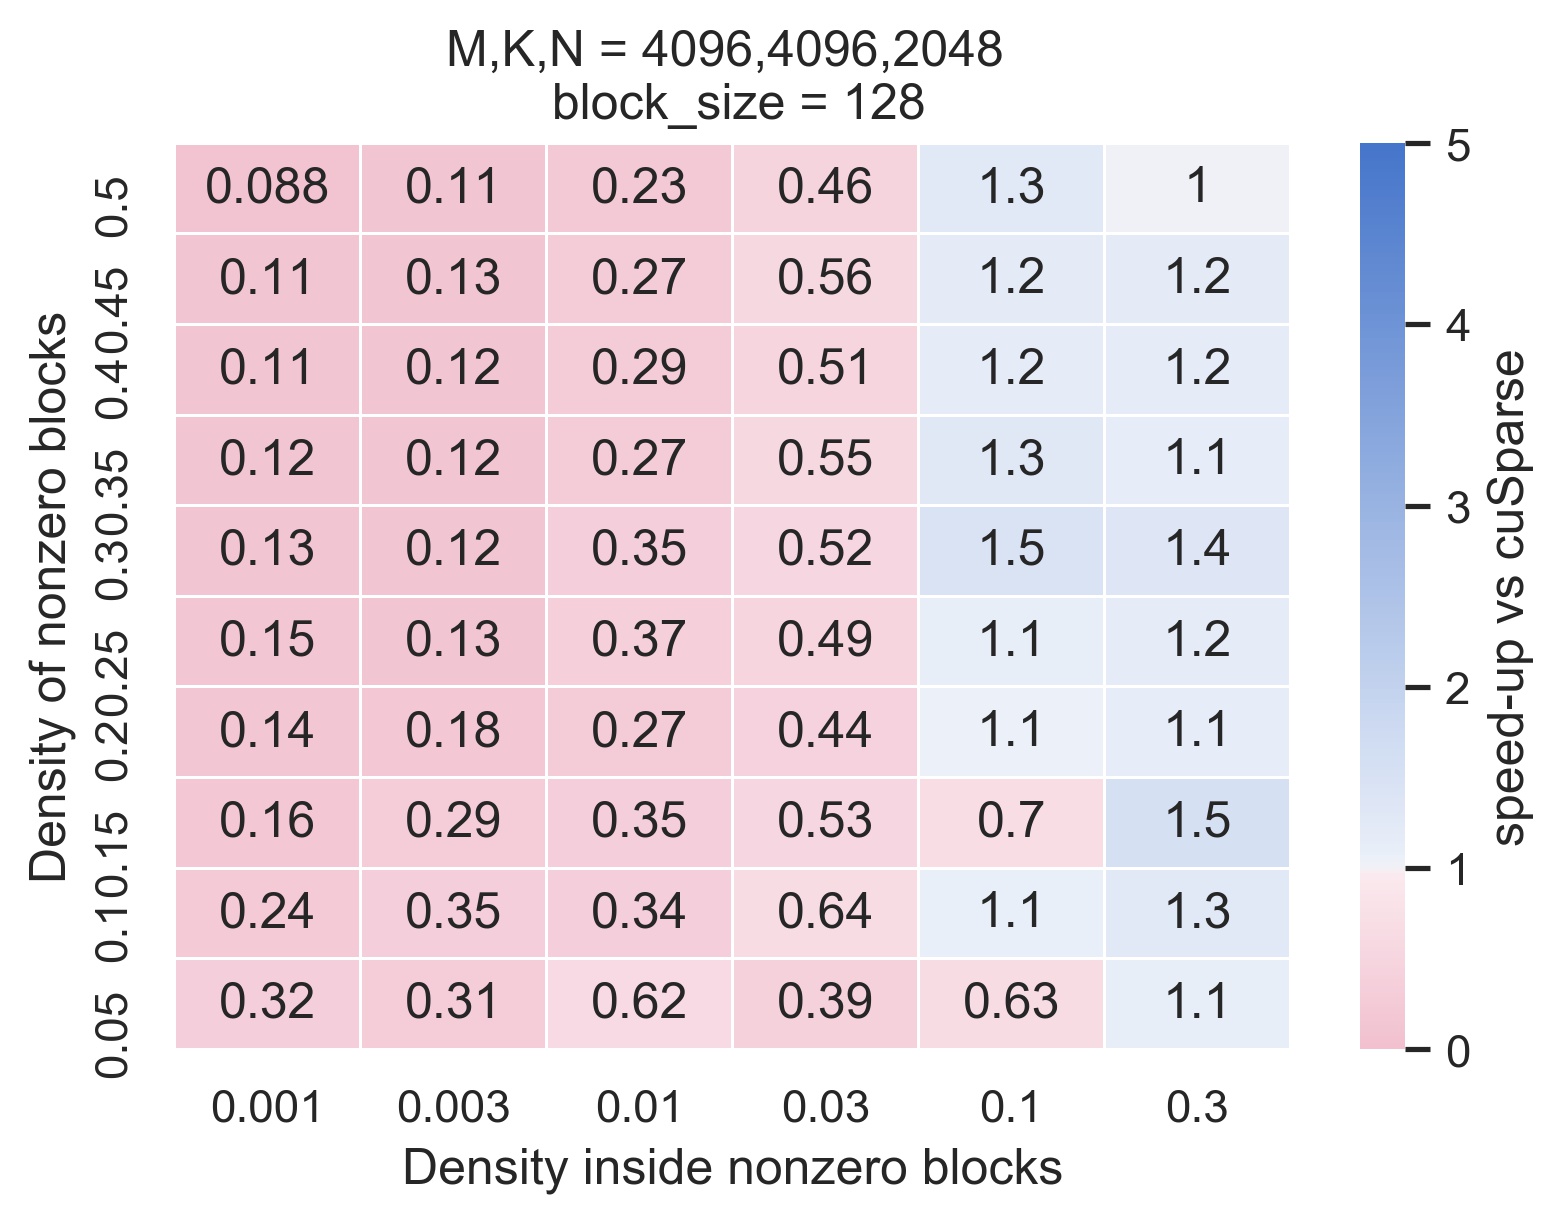 M,K,N = 4096,4096,2048
block_size = 128
Density of nonzero blocks
0.5 0.088 0.11 0.23 0.46 1.3 1
0.45 0.11 0.13 0.27 0.56 1.2 1.2
0.4 0.11 0.12 0.29 0.51 1.2 1.2
0.35 0.12 0.12 0.27 0.55 1.3 1.1
0.3 0.13 0.12 0.35 0.52 1.5 1.4
0.25 0.15 0.13 0.37 0.49 1.1 1.2
0.2 0.14 0.18 0.27 0.44 1.1 1.1
0.15 0.16 0.29 0.35 0.53 0.7 1.5
0.1 0.24 0.35 0.34 0.64 1.1 1.3
0.05 0.32 0.31 0.62 0.39 0.63 1.1
0.001 0.003 0.01 0.03 0.1 0.3
Density inside nonzero blocks
5
4
3
2
1
0
speed-up vs cuSparse